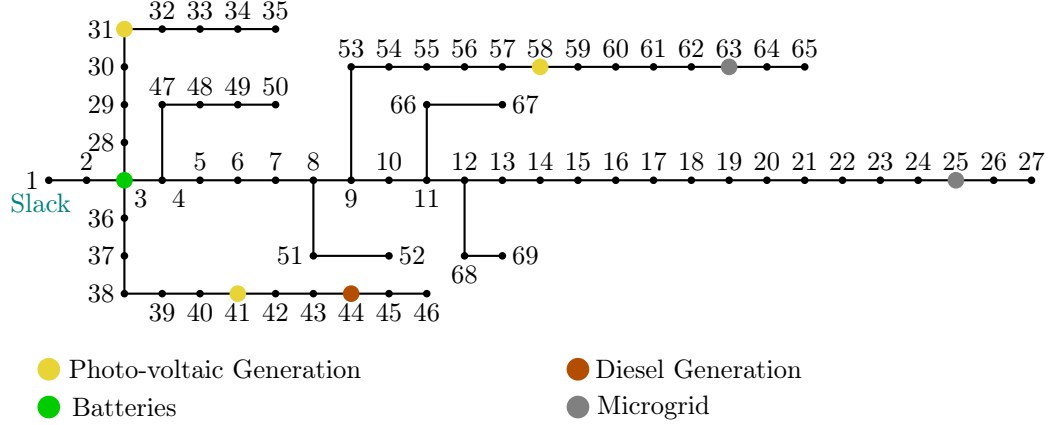 31 32 33 34 35
53 54 55 56 57 58 59 60 61 62 63 64 65
30
47 48 49 50
29 66 67
28
2 5 6 7 8 10 12 13 14 15 16 17 18 19 20 21 22 23 24 25 26 27
1
3 4 9 11
Slack
36
37 51 52 69
68
38
39 40 41 42 43 44 45 46
Photo-voltaic Generation Diesel Generation
Batteries Microgrid